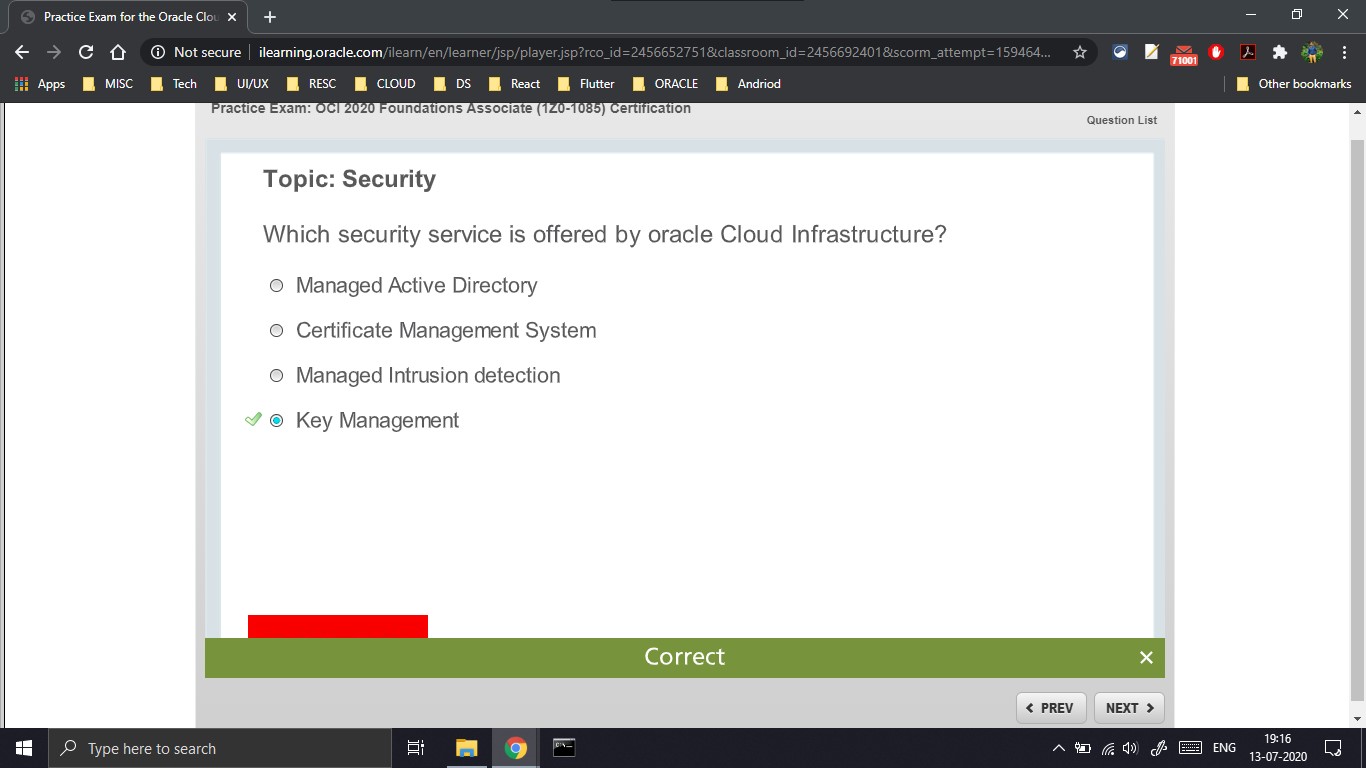 Practice Exam for the Oracle Clou
Not secure
ilearning.oracle.com/ilearn/en/learner/jsp/player.jsp?rco_id=2456652751&classroom_id=2456692401&scorm_attempt=159464...
71001
Apps MISC Tech UI/UX RESC CLOUD DS React Flutter ORACLE Andriod Other bookmarks
Practice Exam: OCI 2020 Foundations Associate (1Z0-1085) Certification
Question List
Topic: Security
Which security service is offered by oracle Cloud Infrastructure?
Managed Active Directory
Certificate Management System
Managed Intrusion detection
Key Management
Correct
PREV NEXT
Type here to search
ENG
19:16
13-07-2020